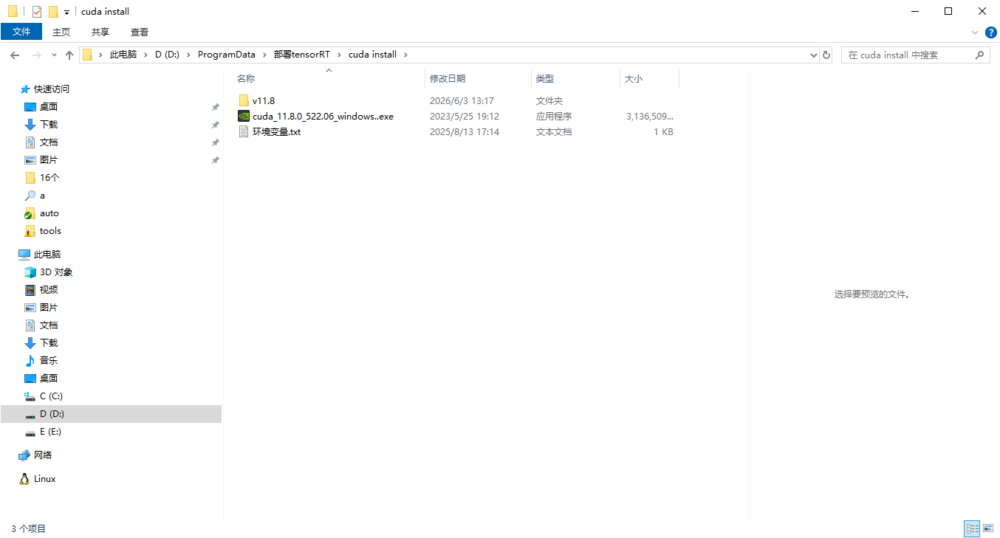 cuda install
文件 主页 共享 查看
此电脑 D (D:) ProgramData 部署tensorRT cuda install
在 cuda install 中搜索
名称 修改日期 类型 大小
v11.8 2026/6/3 13:17 文件夹
cuda_11.8.0_522.06_windows..exe 2023/5/25 19:12 应用程序 3,136,509...
环境变量.txt 2025/8/13 17:14 文本文档 1 KB
快速访问
桌面
下载
文档
图片
16个
a
auto
tools
此电脑
3D 对象
视频
图片
文档
下载
音乐
桌面
C (C:)
D (D:)
E (E:)
网络
Linux
选择要预览的文件。
3 个项目